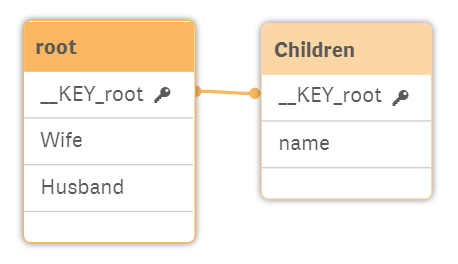 root
__KEY_root
Wife
Husband
Children
__KEY_root
name